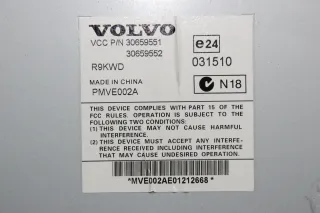 VOLVO
VCC P/N 30659551
30659552
R9KWD
MADE IN CHINA
PMVE002A
e24
031510
N18
THIS DEVICE COMPLIES WITH PART 15 OF THE
FCC RULES. OPERATION IS SUBJECT TO THE
FOLLOWING TWO CONDITIONS:
(1) THIS DEVICE MAY NOT CAUSE HARMFUL
INTERFERENCE.
(2) THIS DEVICE MUST ACCEPT ANY INTERFE-
RENCE RECEIVED INCLUDING INTERFERENCE
THAT MAY CAUSE UNDESIRED OPERATION.
*MVE002AE01212668*